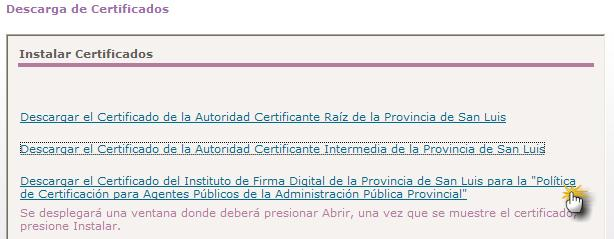 Descarga de Certificados
Instalar Certificados
Descargar el Certificado de la Autoridad Certificante Raíz de la Provincia de San Luis
Descargar el Certificado de la Autoridad Certificante Intermedia de la Provincia de San Luis
Descargar el Certificado del Instituto de Firma Digital de la Provincia de San Luis para la "Política
de Certificación para Agentes Públicos de la Administración Pública Provincial"
Se desplegará una ventana donde deberá presionar Abrir, una vez que se muestre el certificado,
presione Instalar.